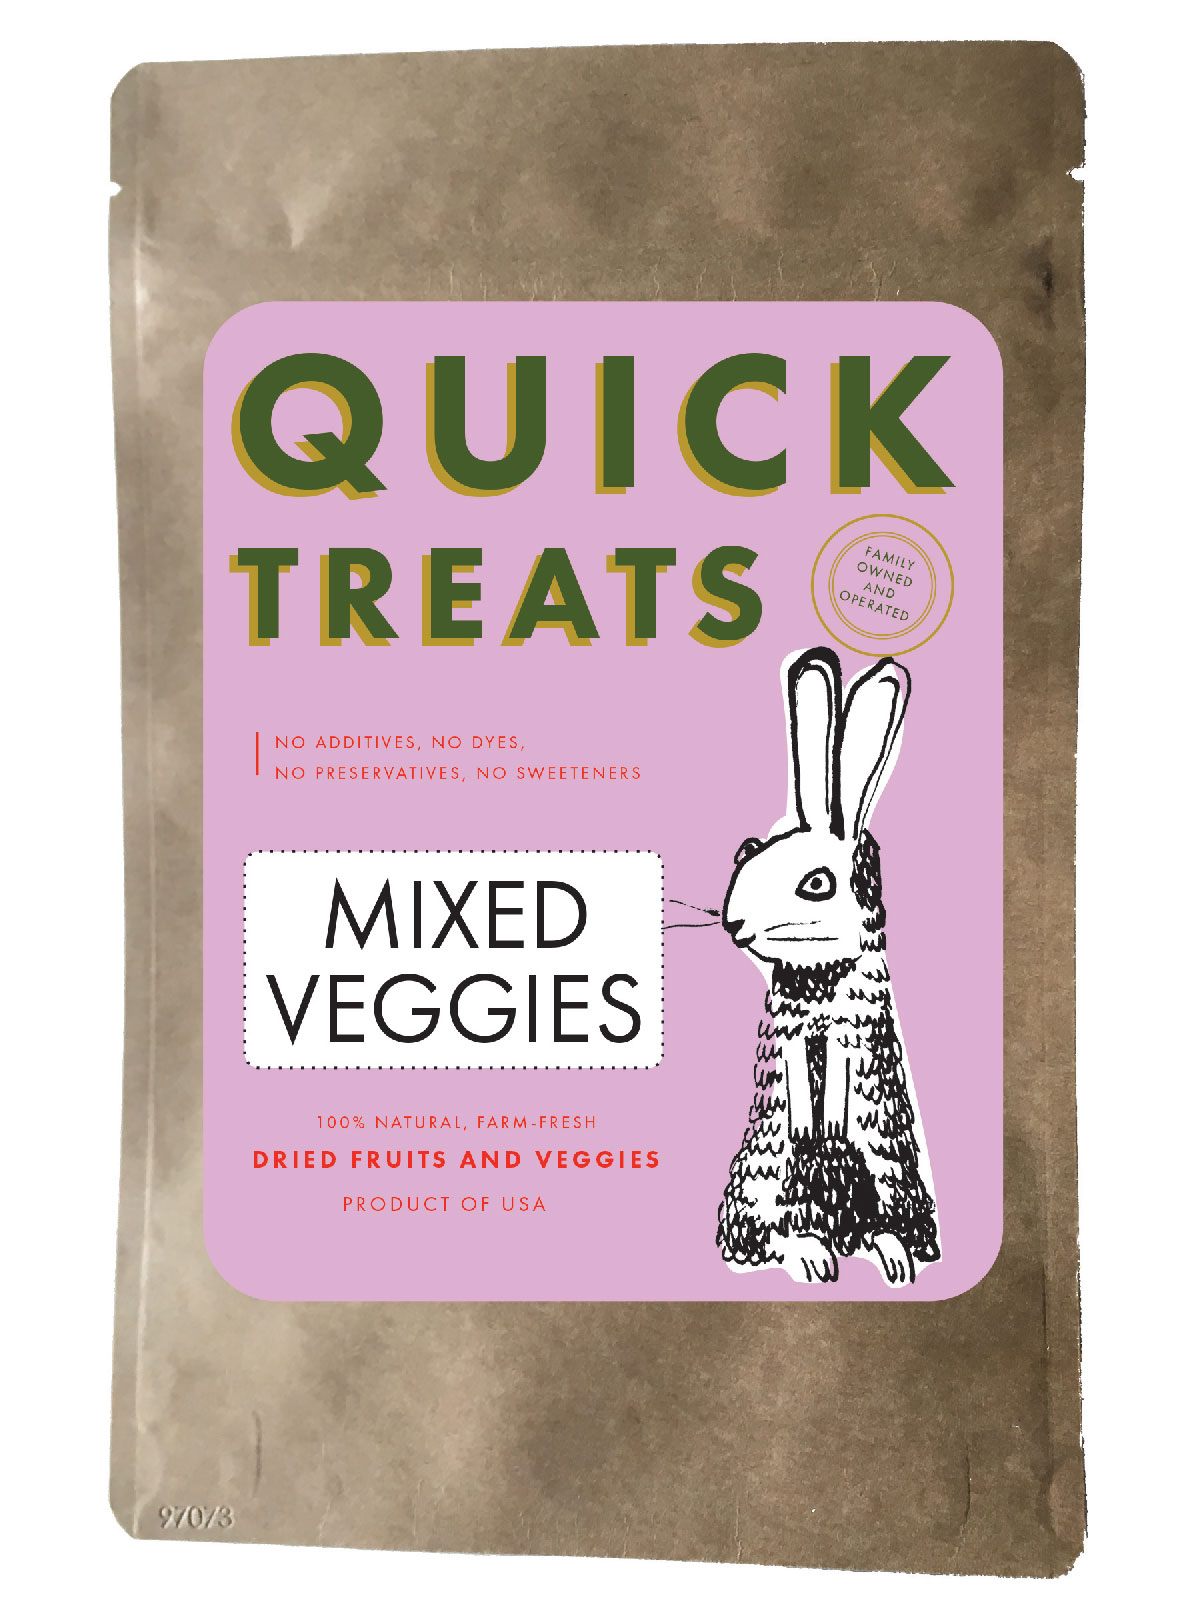 QUICK
TREATS
FAMILY
OWNED
AND
OPERATED
NO ADDITIVES, NO DYES,
NO PRESERVATIVES, NO SWEETENERS
MIXED
VEGGIES
100% NATURAL, FARM-FRESH
DRIED FRUITS AND VEGGIES
PRODUCT OF USA
97073